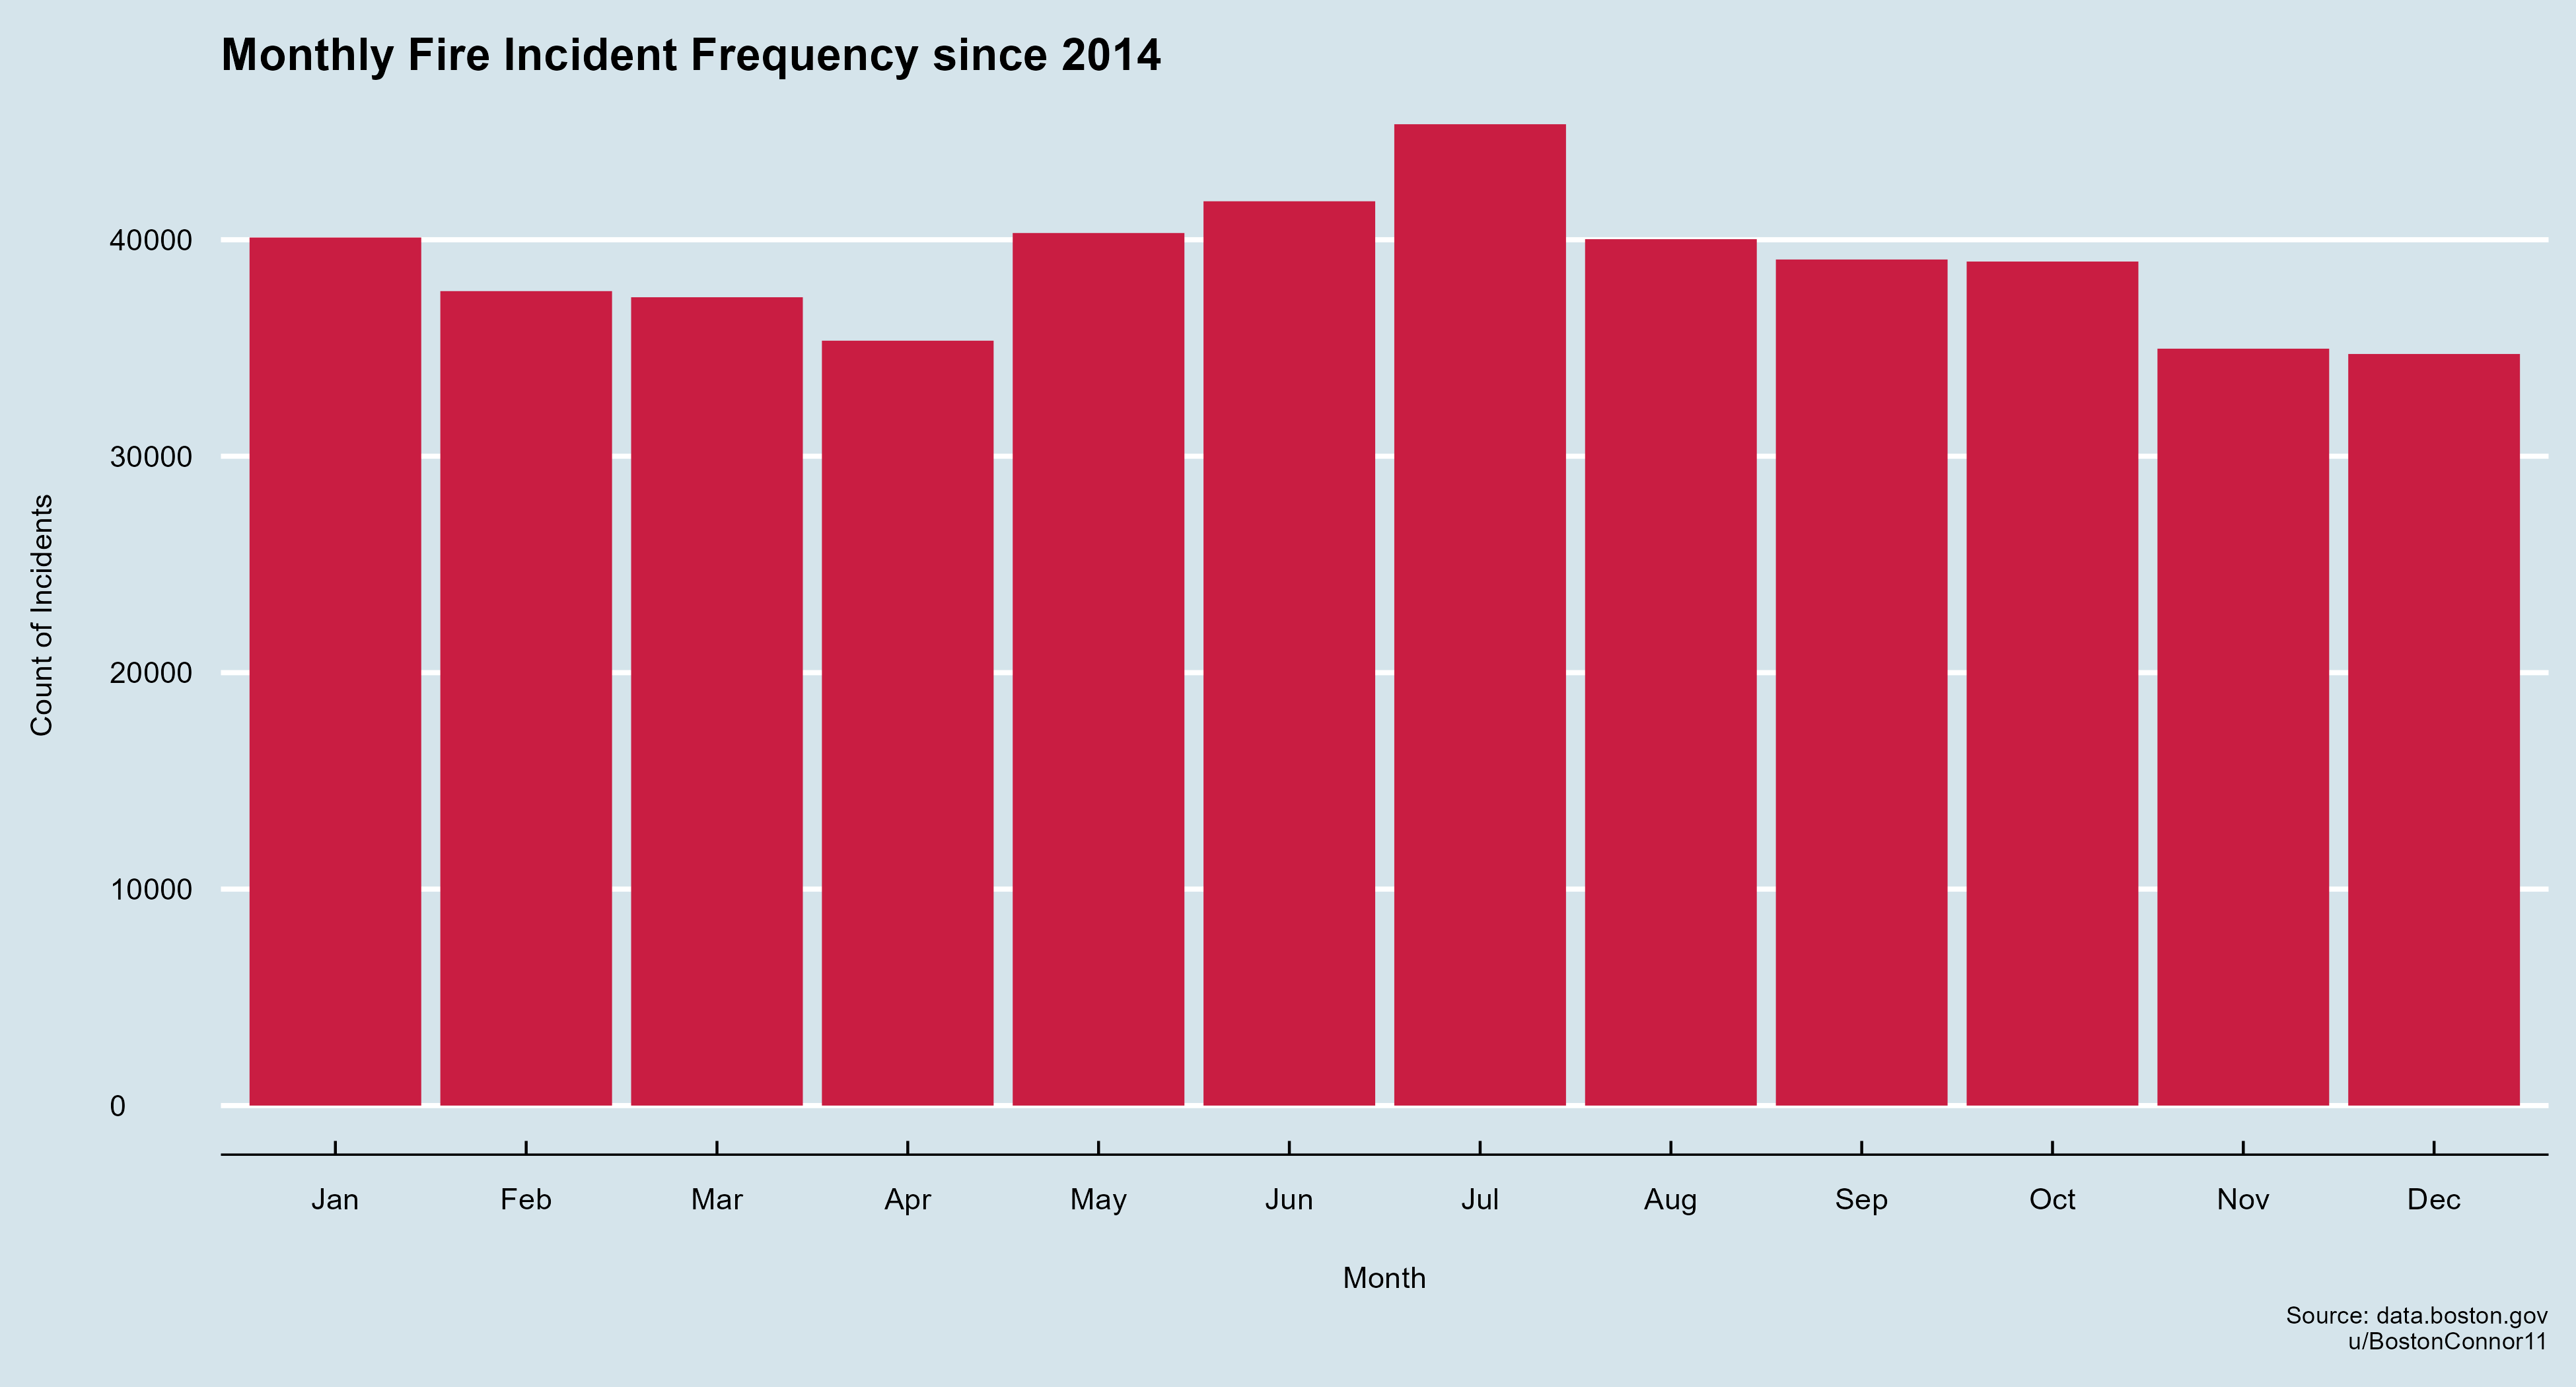 Monthly Fire Incident Frequency since 2014
Count of Incidents
40000
30000
20000
10000
0
Jan Feb Mar Apr May Jun Jul Aug Sep Oct Nov Dec
Month
Source: data.boston.gov
u/BostonConnor11